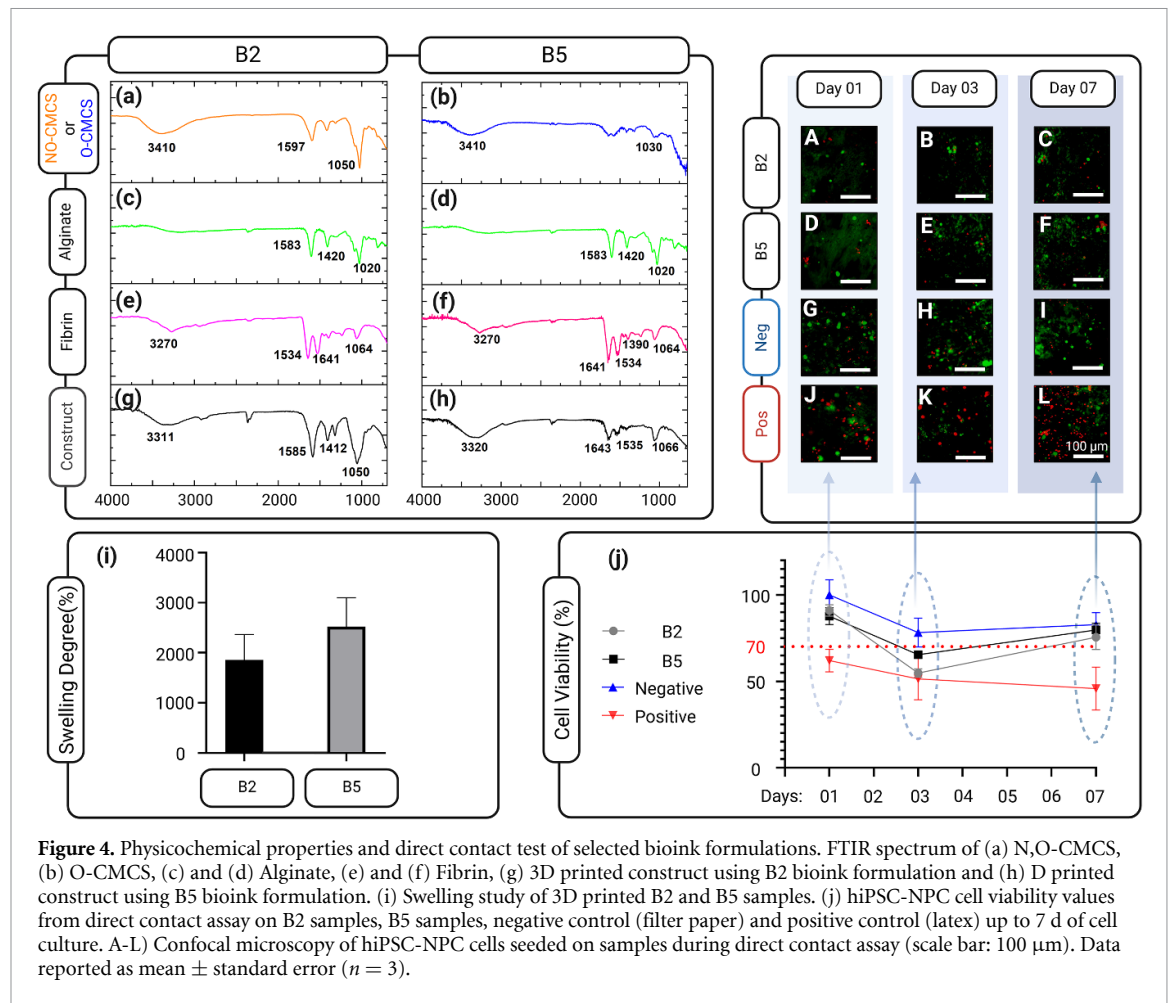 B2
B5
NO-CMCS
or
O-CMCS
(a)
3410
1597
1050
(b)
3410
1030
Alginate
(c)
1583
1420
1020
(d)
1583
1420
1020
Fibrin
(e)
3270
1534
1641
1064
(f)
3270
1641
1534
1390
1064
Construct
(g)
3311
1585
1412
1050
(h)
3320
1643
1535
1066
4000 3000 2000 1000
4000 3000 2000 1000
Day 01
Day 03
Day 07
B2
A
B
C
B5
D
E
F
Neg
G
H
I
Pos
J
K
L
100 µm
(i)
Swelling Degree(%)
4000
3000
2000
1000
0
B2
B5
(j)
Cell Viability (%)
B2
B5
Negative
Positive
100
70
50
0
Days: 01 02 03 04 05 06 07
Figure 4. Physicochemical properties and direct contact test of selected bioink formulations. FTIR spectrum of (a) N,O-CMCS,
(b) O-CMCS, (c) and (d) Alginate, (e) and (f) Fibrin, (g) 3D printed construct using B2 bioink formulation and (h) D printed
construct using B5 bioink formulation. (i) Swelling study of 3D printed B2 and B5 samples. (j) hiPSC-NPC cell viability values
from direct contact assay on B2 samples, B5 samples, negative control (filter paper) and positive control (latex) up to 7 d of cell
culture. A-L) Confocal microscopy of hiPSC-NPC cells seeded on samples during direct contact assay (scale bar: 100 µm). Data
reported as mean ± standard error (n = 3).